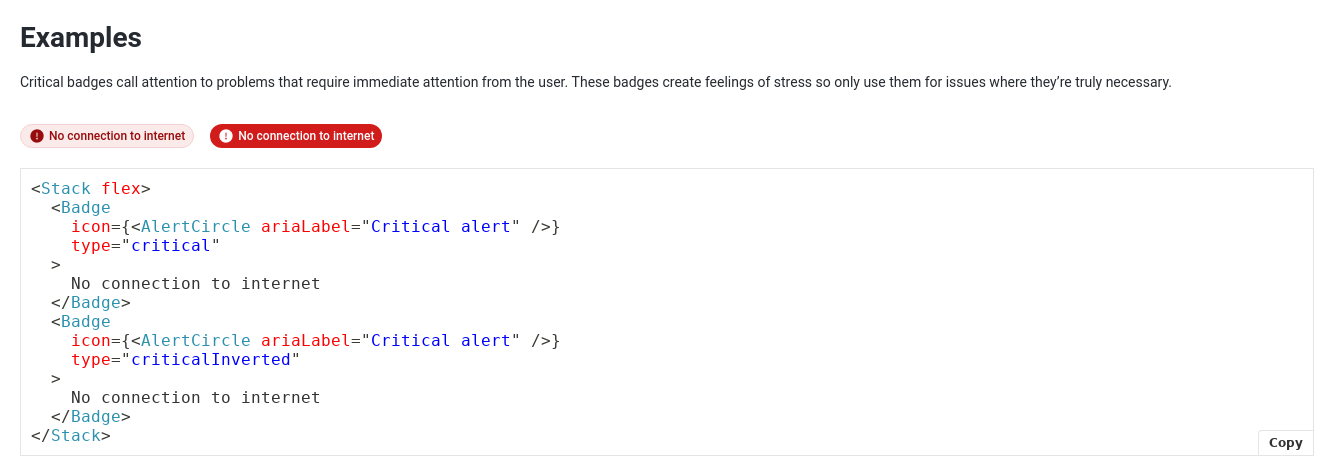 Examples
Critical badges call attention to problems that require immediate attention from the user. These badges create feelings of stress so only use them for issues where they’re truly necessary.
No connection to internet No connection to internet
<Stack flex>
  <Badge
    icon={<AlertCircle ariaLabel="Critical alert" />}
    type="critical"
  >
    No connection to internet
  </Badge>
  <Badge
    icon={<AlertCircle ariaLabel="Critical alert" />}
    type="criticalInverted"
  >
    No connection to internet
  </Badge>
</Stack>
Copy